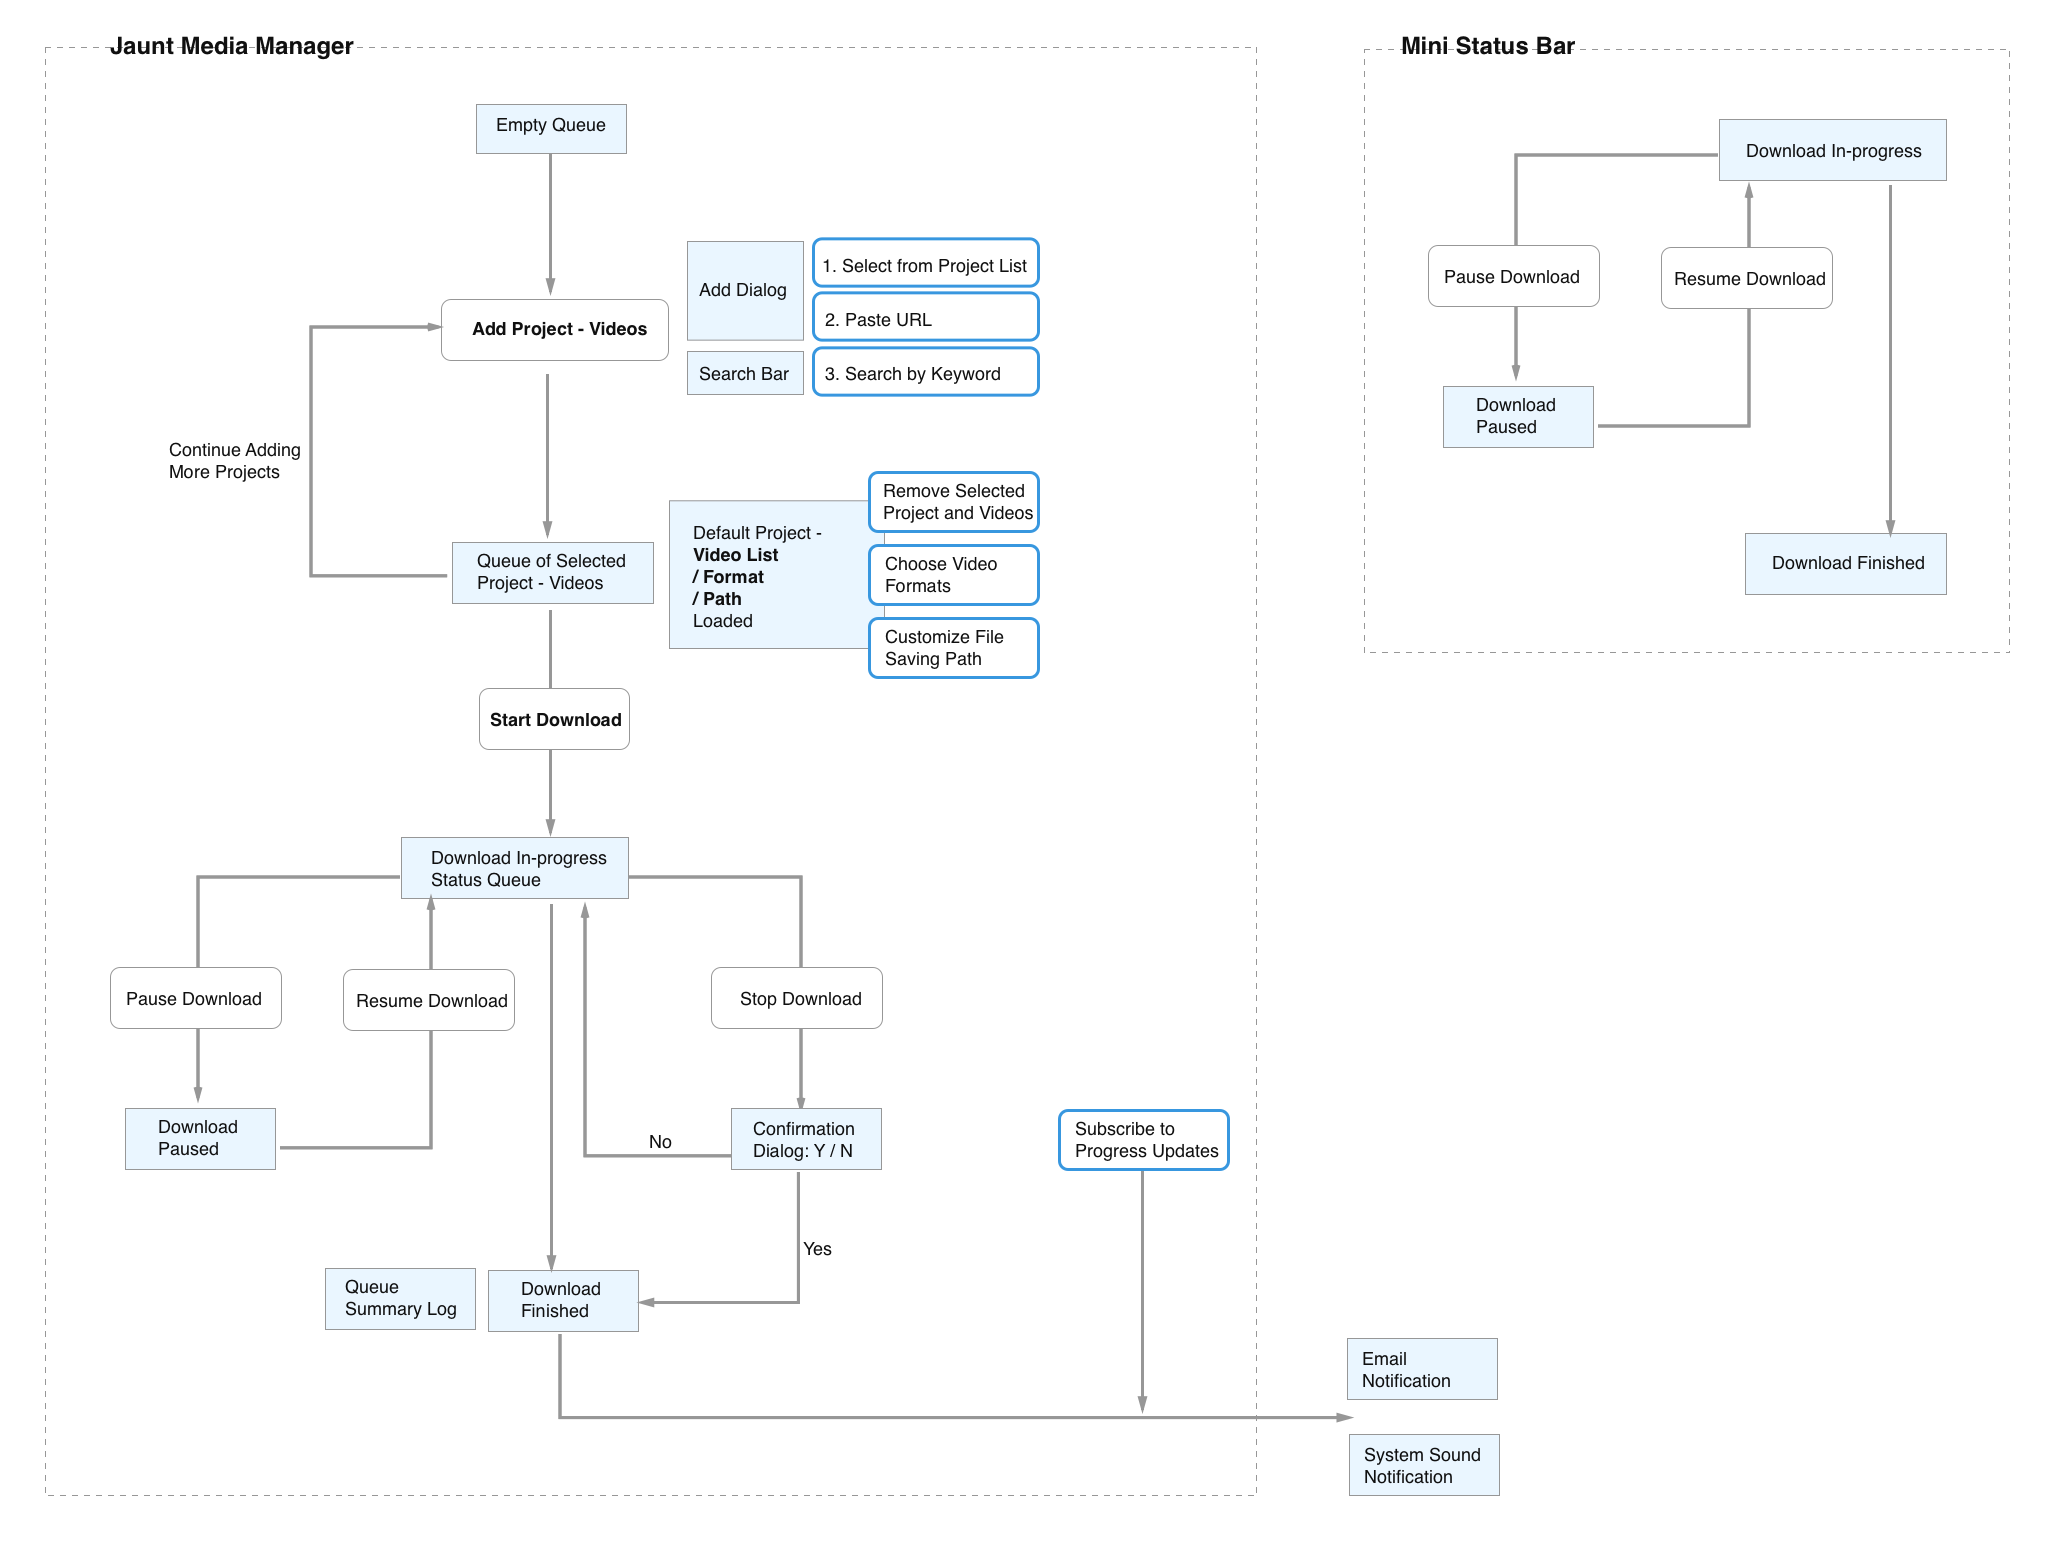 Jaunt Media Manager
Empty Queue
Add Project - Videos
Add Dialog
1. Select from Project List
2. Paste URL
Search Bar
3. Search by Keyword
Continue Adding
More Projects
Queue of Selected
Project - Videos
Default Project -
Video List
/ Format
/ Path
Loaded
Remove Selected
Project and Videos
Choose Video
Formats
Customize File
Saving Path
Start Download
Download In-progress
Status Queue
Pause Download
Resume Download
Stop Download
Download
Paused
No
Confirmation
Dialog: Y / N
Subscribe to
Progress Updates
Yes
Queue
Summary Log
Download
Finished
Email
Notification
System Sound
Notification
Mini Status Bar
Download In-progress
Pause Download
Resume Download
Download
Paused
Download Finished